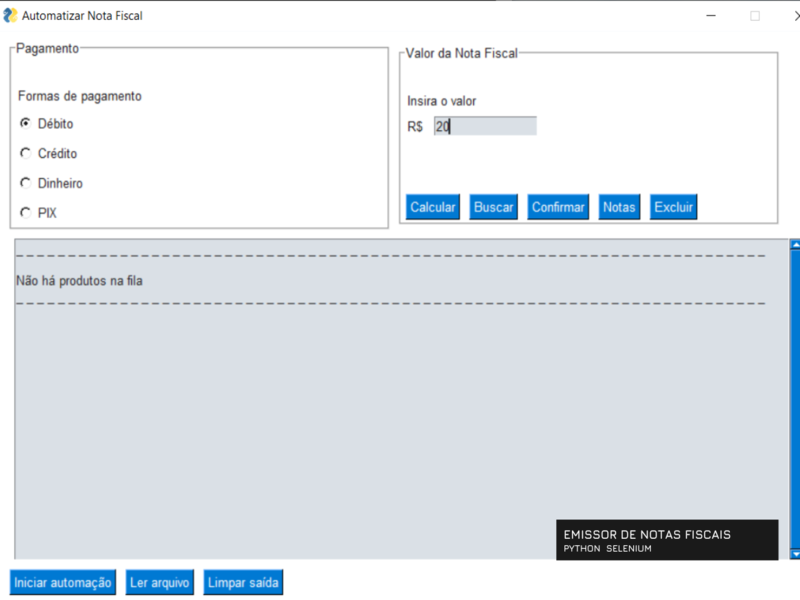 Automatizar Nota Fiscal
Pagamento
Formas de pagamento
Débito
Crédito
Dinheiro
PIX
Valor da Nota Fiscal
Insira o valor
R$ 20
Calcular Buscar Confirmar Notas Excluir
--------------------------------------------------------------
Não há produtos na fila
--------------------------------------------------------------
EMISSOR DE NOTAS FISCAIS
PYTHON SELENIUM
Iniciar automação Ler arquivo Limpar saída